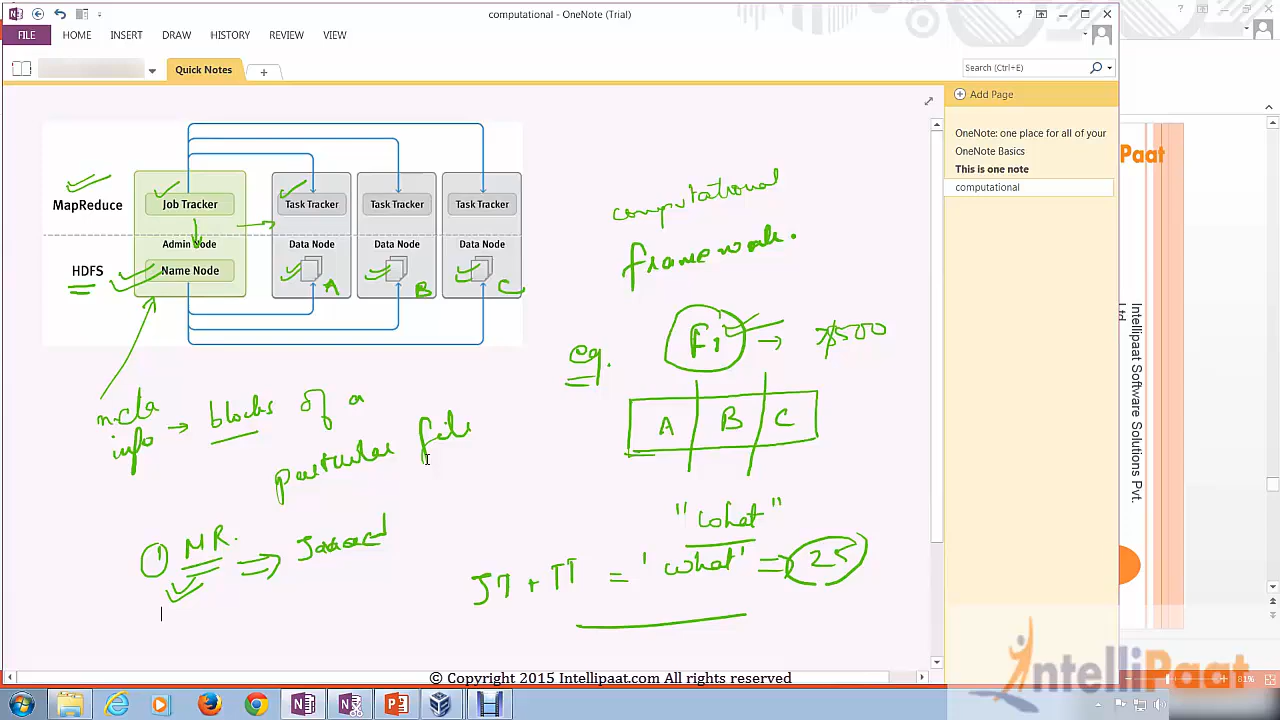 computational - OneNote (Trial)
FILE HOME INSERT DRAW HISTORY REVIEW VIEW
Quick Notes
Search (Ctrl+E)
Add Page
OneNote: one place for all of your
OneNote Basics
This is one note
computational
MapReduce
Job Tracker
Task Tracker Task Tracker Task Tracker
Admin Node
Data Node Data Node Data Node
HDFS
Name Node
A B C
computational
framework.
eg.
F1 → 500
A B C
meta info → blocks of a
particular file
"what"
① MR.
JT + TT = 'what' = 25
Paat
Intellipaat Software Solutions Pvt. Ltd.
© Copyright 2015 Intellipaat.com All rights reserved
IntelliPaat
81%